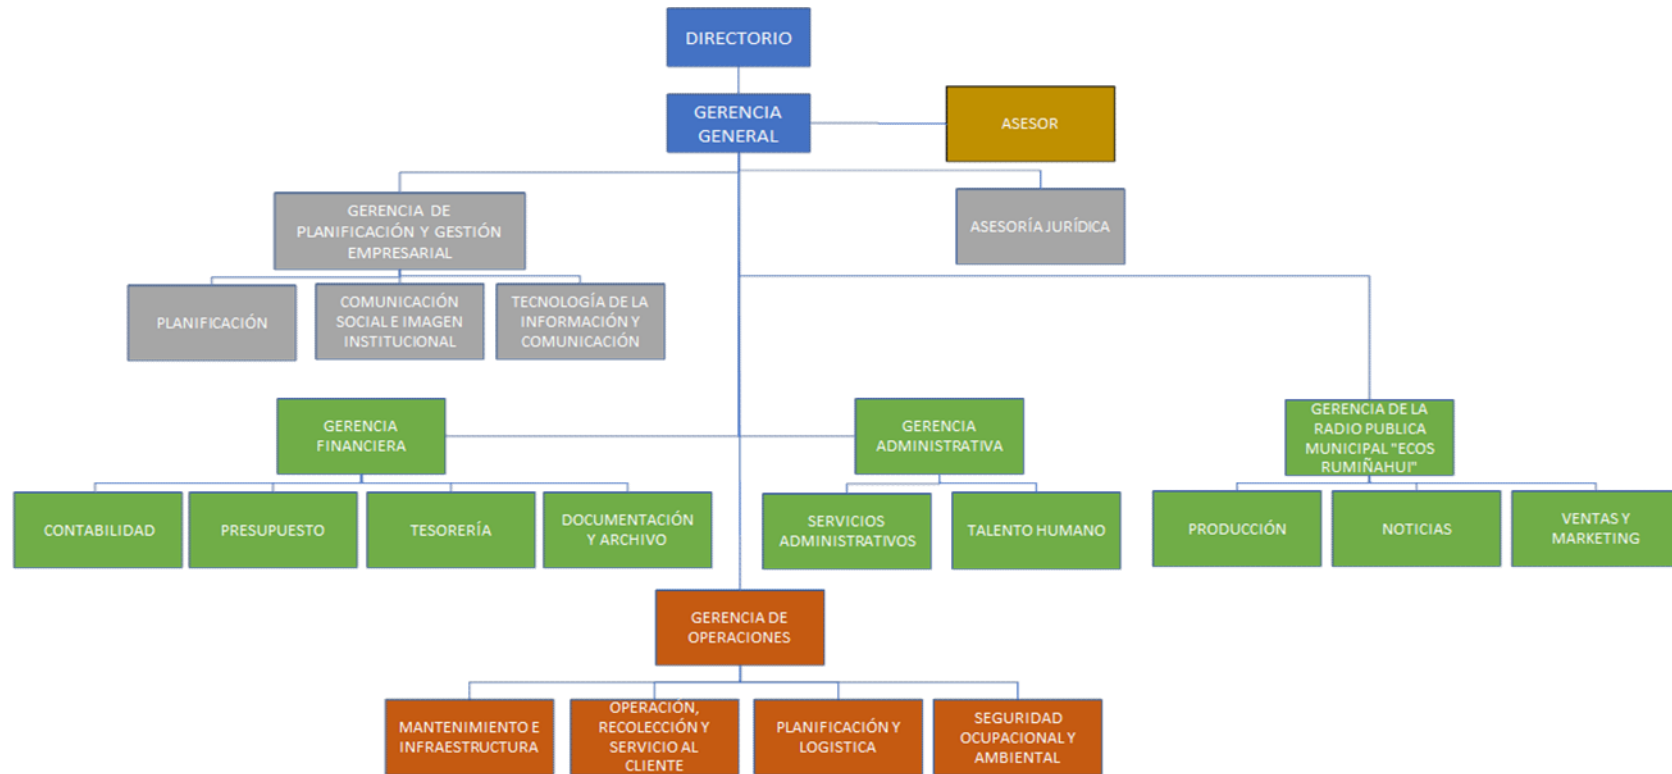 DIRECTORIO
GERENCIA
GENERAL
ASESOR
GERENCIA DE
PLANIFICACIÓN Y GESTIÓN
EMPRESARIAL
ASESORÍA JURÍDICA
PLANIFICACIÓN
COMUNICACIÓN
SOCIAL E IMAGEN
INSTITUCIONAL
TECNOLOGÍA DE LA
INFORMACIÓN Y
COMUNICACIÓN
GERENCIA
FINANCIERA
GERENCIA
ADMINISTRATIVA
GERENCIA DE LA
RADIO PUBLICA
MUNICIPAL "ECOS
RUMIÑAHUI"
CONTABILIDAD
PRESUPUESTO
TESORERÍA
DOCUMENTACIÓN
Y ARCHIVO
SERVICIOS
ADMINISTRATIVOS
TALENTO HUMANO
PRODUCCIÓN
NOTICIAS
VENTAS Y
MARKETING
GERENCIA DE
OPERACIONES
MANTENIMIENTO E
INFRAESTRUCTURA
OPERACIÓN,
RECOLECCIÓN Y
SERVICIO AL
CLIENTE
PLANIFICACIÓN Y
LOGISTICA
SEGURIDAD
OCUPACIONAL Y
AMBIENTAL